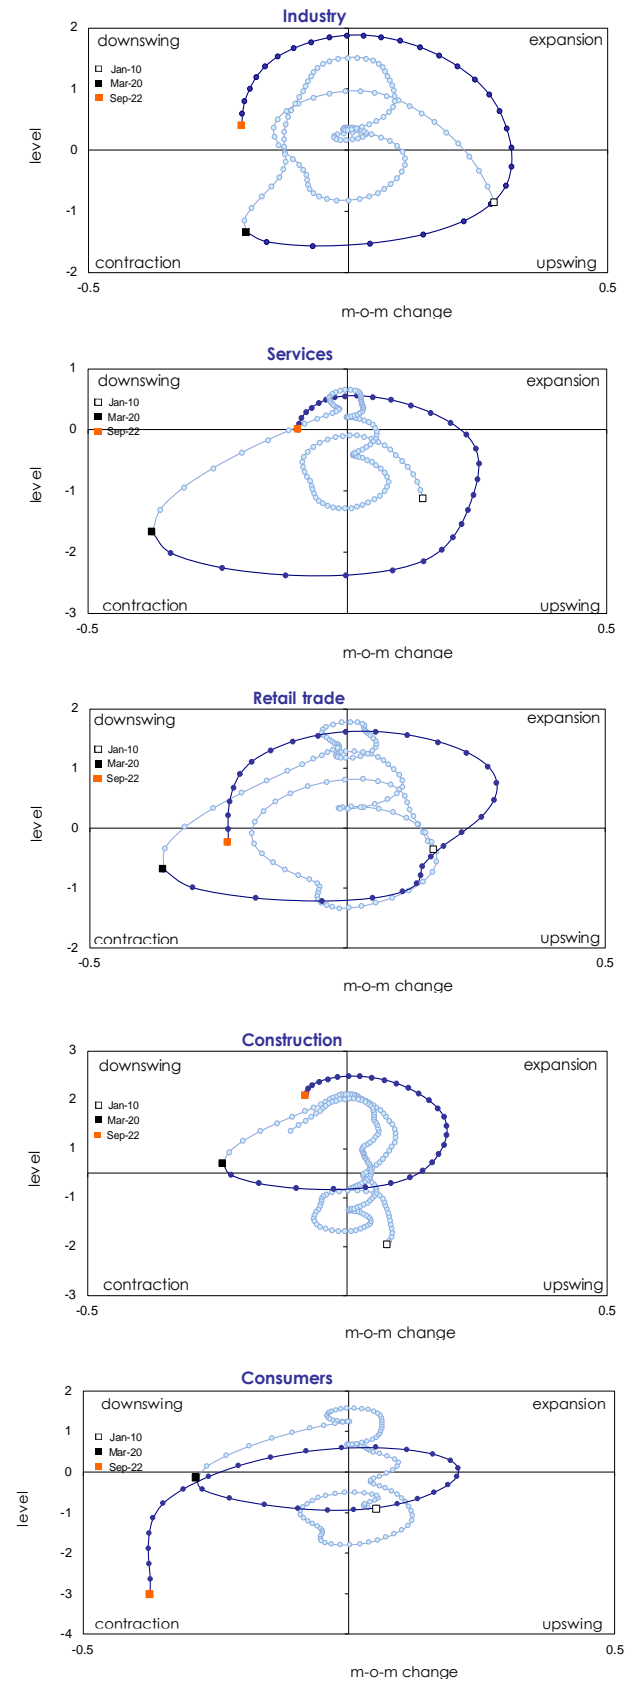 Industry
2
downswing
expansion
Jan-10
Mar-20
Sep-22
1
level
0
-1
contraction
upswing
-2
-0.5
0.5
m-o-m change
Services
1
downswing
expansion
Jan-10
Mar-20
Sep-22
0
level
-1
-2
contraction
upswing
-3
-0.5
0.5
m-o-m change
Retail trade
2
downswing
expansion
Jan-10
Mar-20
Sep-22
1
level
0
-1
contraction
upswing
-2
-0.5
0.5
m-o-m change
Construction
3
downswing
expansion
2
Jan-10
Mar-20
Sep-22
1
level
-1
-2
contraction
upswing
-3
-0.5
0.5
m-o-m change
Consumers
2
downswing
expansion
Jan-10
1
Mar-20
Sep-22
0
level
-1
-2
-3
contraction
upswing
-4
-0.5
0.5
m-o-m change